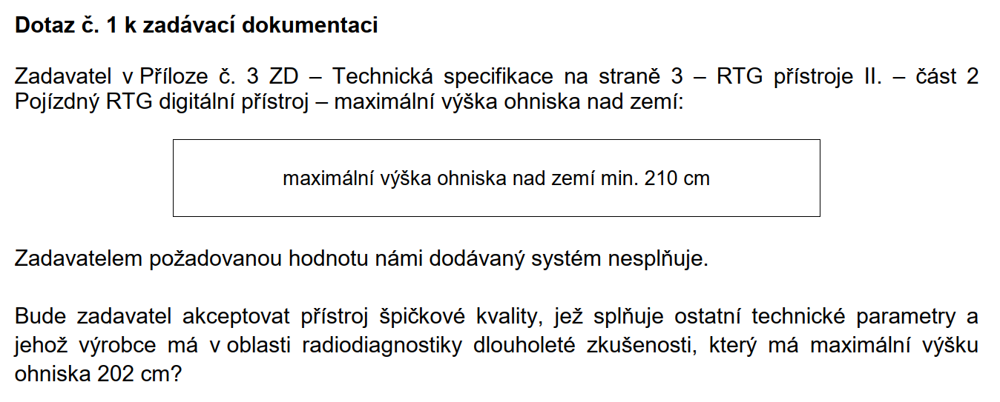 Dotaz č. 1 k zadávací dokumentaci
Zadavatel v Příloze č. 3 ZD – Technická specifikace na straně 3 – RTG přístroje II. – část 2
Pojízdný RTG digitální přístroj – maximální výška ohniska nad zemí:
maximální výška ohniska nad zemí min. 210 cm
Zadavatelem požadovanou hodnotu námi dodávaný systém nesplňuje.
Bude zadavatel akceptovat přístroj špičkové kvality, jež splňuje ostatní technické parametry a
jehož výrobce má v oblasti radiodiagnostiky dlouholeté zkušenosti, který má maximální výšku
ohniska 202 cm?